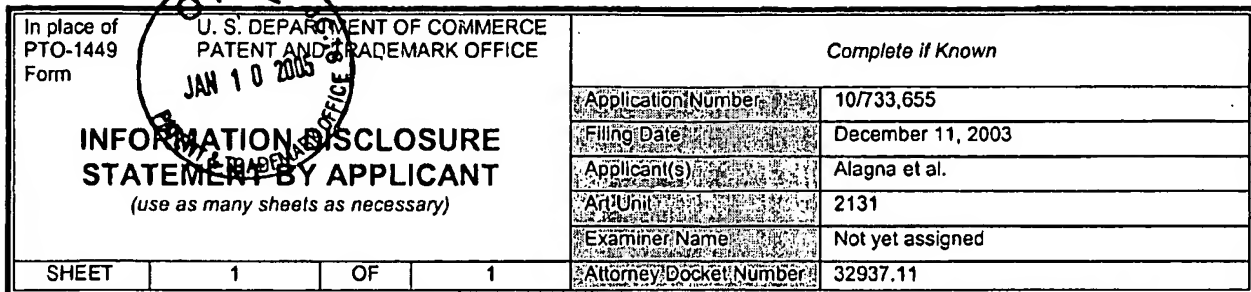 In place of
PTO-1449
Form
U. S. DEPARTMENT OF COMMERCE
PATENT AND TRADEMARK OFFICE
JAN 10 2005
INFORMATION DISCLOSURE
STATEMENT BY APPLICANT
(use as many sheets as necessary)
SHEET 1 OF 1
Complete if Known
Application Number 10/733,655
Filing Date December 11, 2003
Applicant(s) Alagna et al.
Art Unit 2131
Examiner Name Not yet assigned
Attorney Docket Number 32937.11